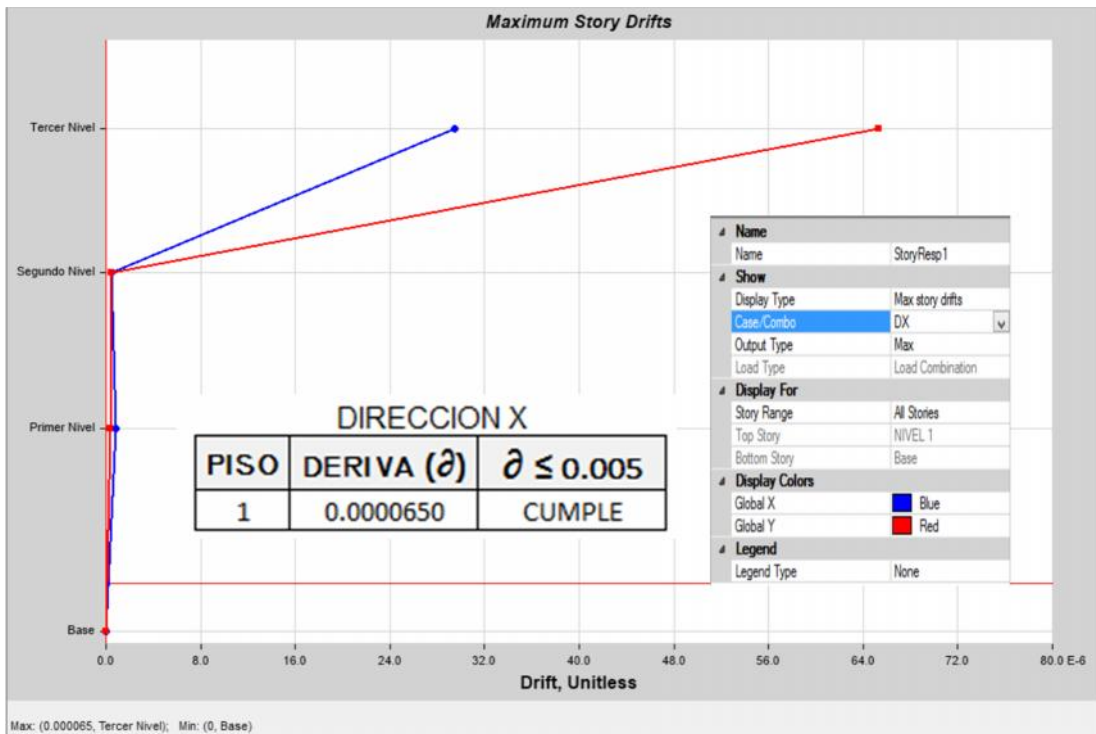 Maximum Story Drifts
Tercer Nivel
Segundo Nivel
Primer Nivel
Base
Name
Name StoryResp1
Show
Display Type Max story drifts
Case/Combo DX
Output Type Max
Load Type Load Combination
Display For
Story Range All Stories
Top Story NIVEL 1
Bottom Story Base
Display Colors
Global X Blue
Global Y Red
Legend
Legend Type None
DIRECCION X
PISO DERIVA (∂) ∂ ≤ 0.005
1 0.0000650 CUMPLE
0.0 8.0 16.0 24.0 32.0 40.0 48.0 56.0 64.0 72.0 80.0 E-6
Drift, Unitless
Max: (0.000065, Tercer Nivel); Min: (0, Base)